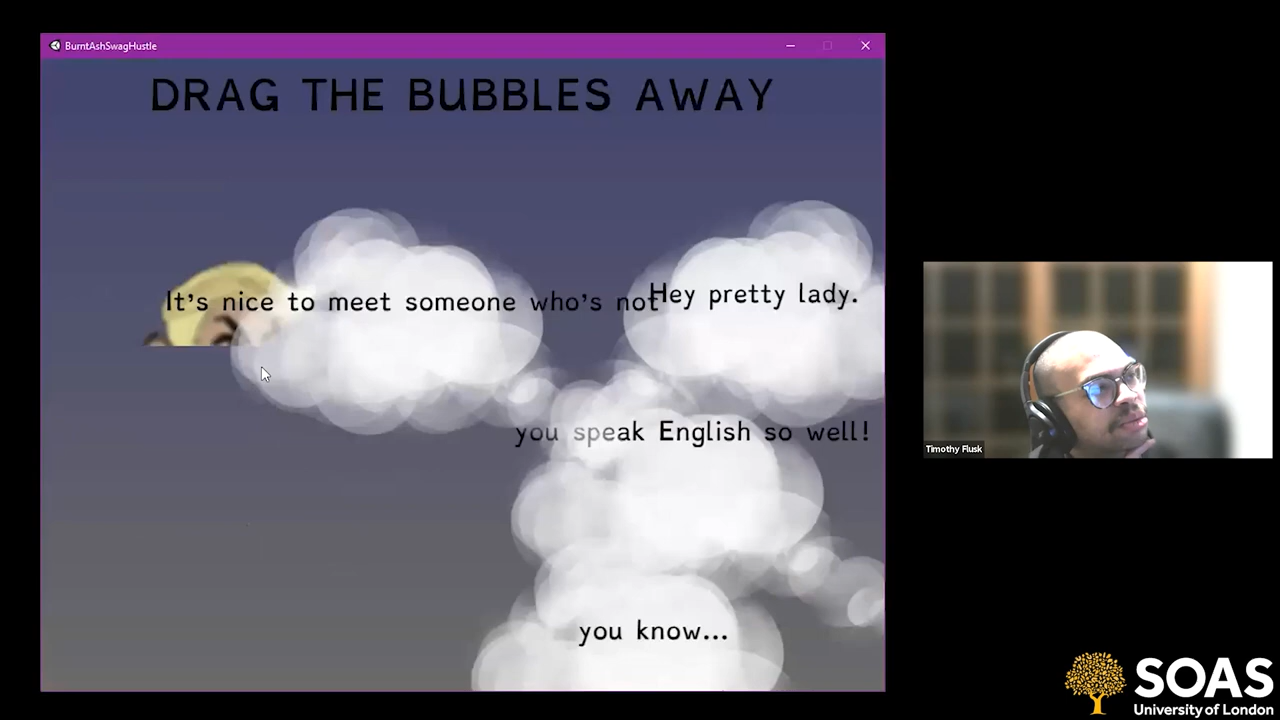 BurntAshSwagHustle
DRAG THE BUBBLES AWAY
It's nice to meet someone who's not
Hey pretty lady.
you speak English so well!
you know...
Timothy Flusk
SOAS
University of London